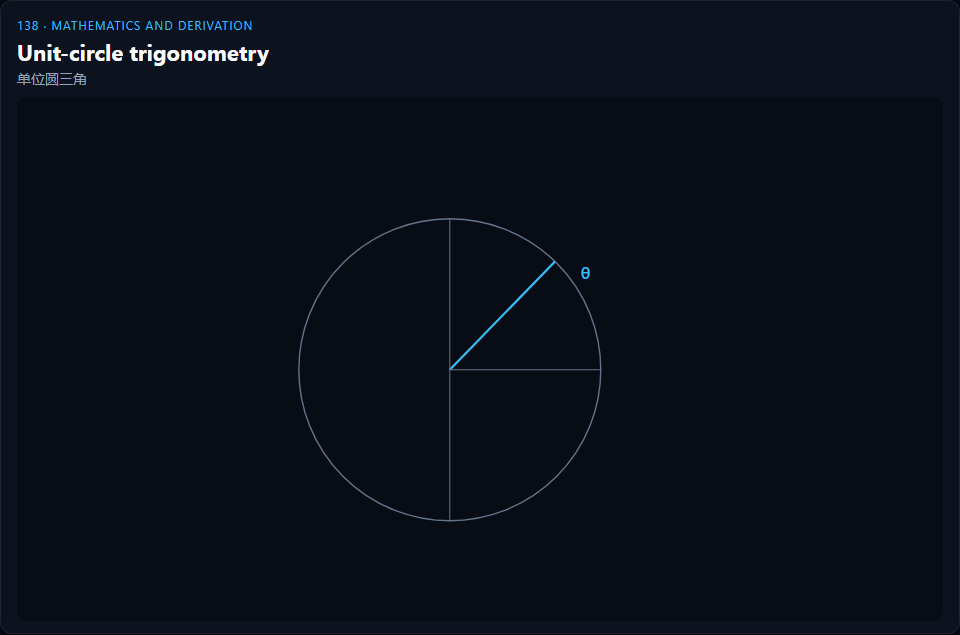 138 · MATHEMATICS AND DERIVATION
Unit-circle trigonometry
单位圆三角
θ